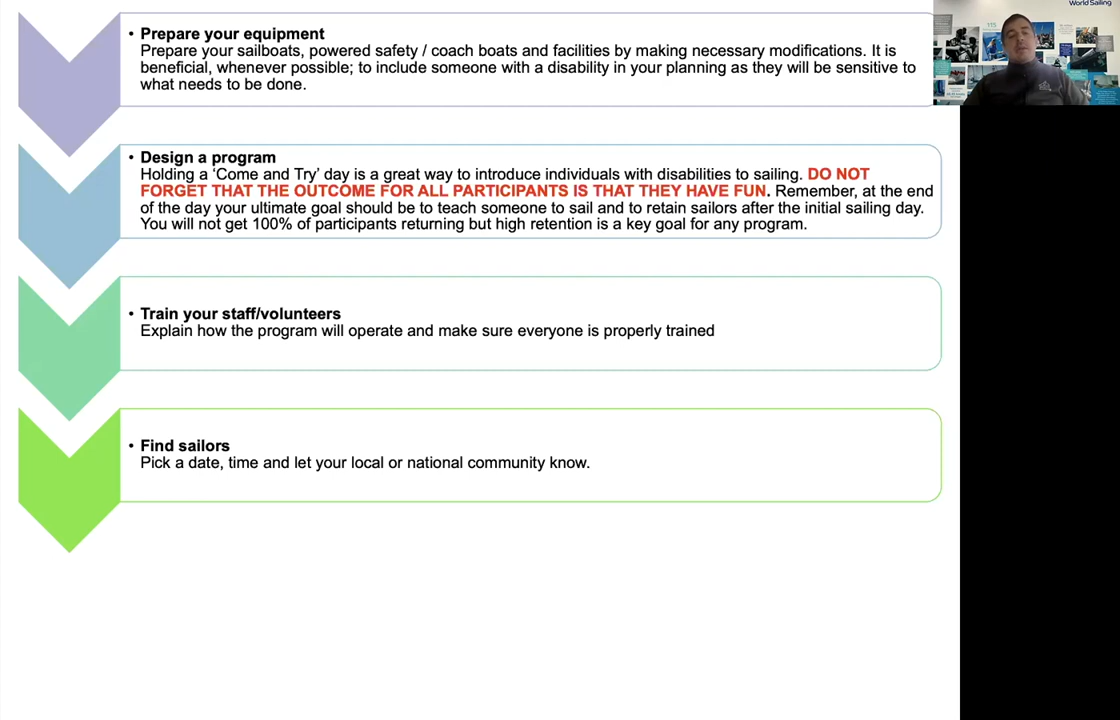 World Sailing
• Prepare your equipment
Prepare your sailboats, powered safety / coach boats and facilities by making necessary modifications. It is
beneficial, whenever possible; to include someone with a disability in your planning as they will be sensitive to
what needs to be done.
• Design a program
Holding a ‘Come and Try’ day is a great way to introduce individuals with disabilities to sailing. DO NOT
FORGET THAT THE OUTCOME FOR ALL PARTICIPANTS IS THAT THEY HAVE FUN. Remember, at the end
of the day your ultimate goal should be to teach someone to sail and to retain sailors after the initial sailing day.
You will not get 100% of participants returning but high retention is a key goal for any program.
• Train your staff/volunteers
Explain how the program will operate and make sure everyone is properly trained
• Find sailors
Pick a date, time and let your local or national community know.